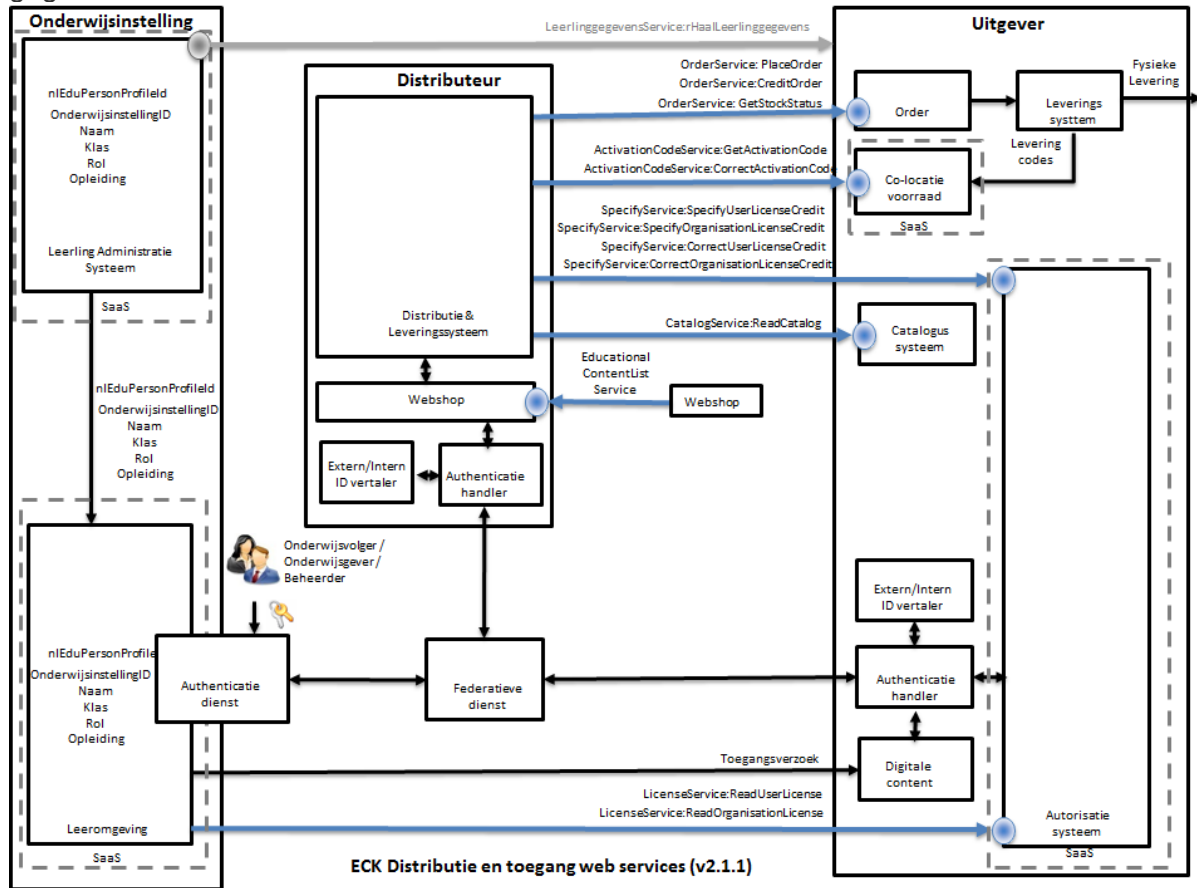 Onderwijsinstelling
nlEduPersonProfileId
OnderwijsinstellingID
Naam
Klas
Rol
Opleiding
Leerling Administratie
Systeem
SaaS
nlEduPersonProfileId
OnderwijsinstellingID
Naam
Klas
Rol
Opleiding
nlEduPersonProfile
OnderwijsinstellingID
Naam
Klas
Rol
Opleiding
Leeromgeving
SaaS
Authenticatie
dienst
Onderwijsvolger /
Onderwijsgever /
Beheerder
LeerlinggegevensService:rHaalLeerlinggegevens
Distributeur
Distributie &
Leveringssysteem
Webshop
Extern/Intern
ID vertaler
Authenticatie
handler
Federatieve
dienst
OrderService: PlaceOrder
OrderService:CreditOrder
OrderService: GetStockStatus
ActivationCodeService:GetActivationCode
ActivationCodeService:CorrectActivationCode
SpecifyService:SpecifyUserLicenseCredit
SpecifyService:SpecifyOrganisationLicenseCredit
SpecifyService:CorrectUserLicenseCredit
SpecifyService:CorrectOrganisationLicenseCredit
CatalogService:ReadCatalog
Educational
ContentList
Service
Webshop
Toegangsverzoek
LicenseService:ReadUserLicense
LicenseService:ReadOrganisationLicense
Uitgever
Order
Leverings
systtem
Fysieke
Levering
Levering
codes
Co-locatie
voorraad
SaaS
Catalogus
systeem
Extern/Intern
ID vertaler
Authenticatie
handler
Digitale
content
Autorisatie
systeem
SaaS
ECK Distributie en toegang web services (v2.1.1)